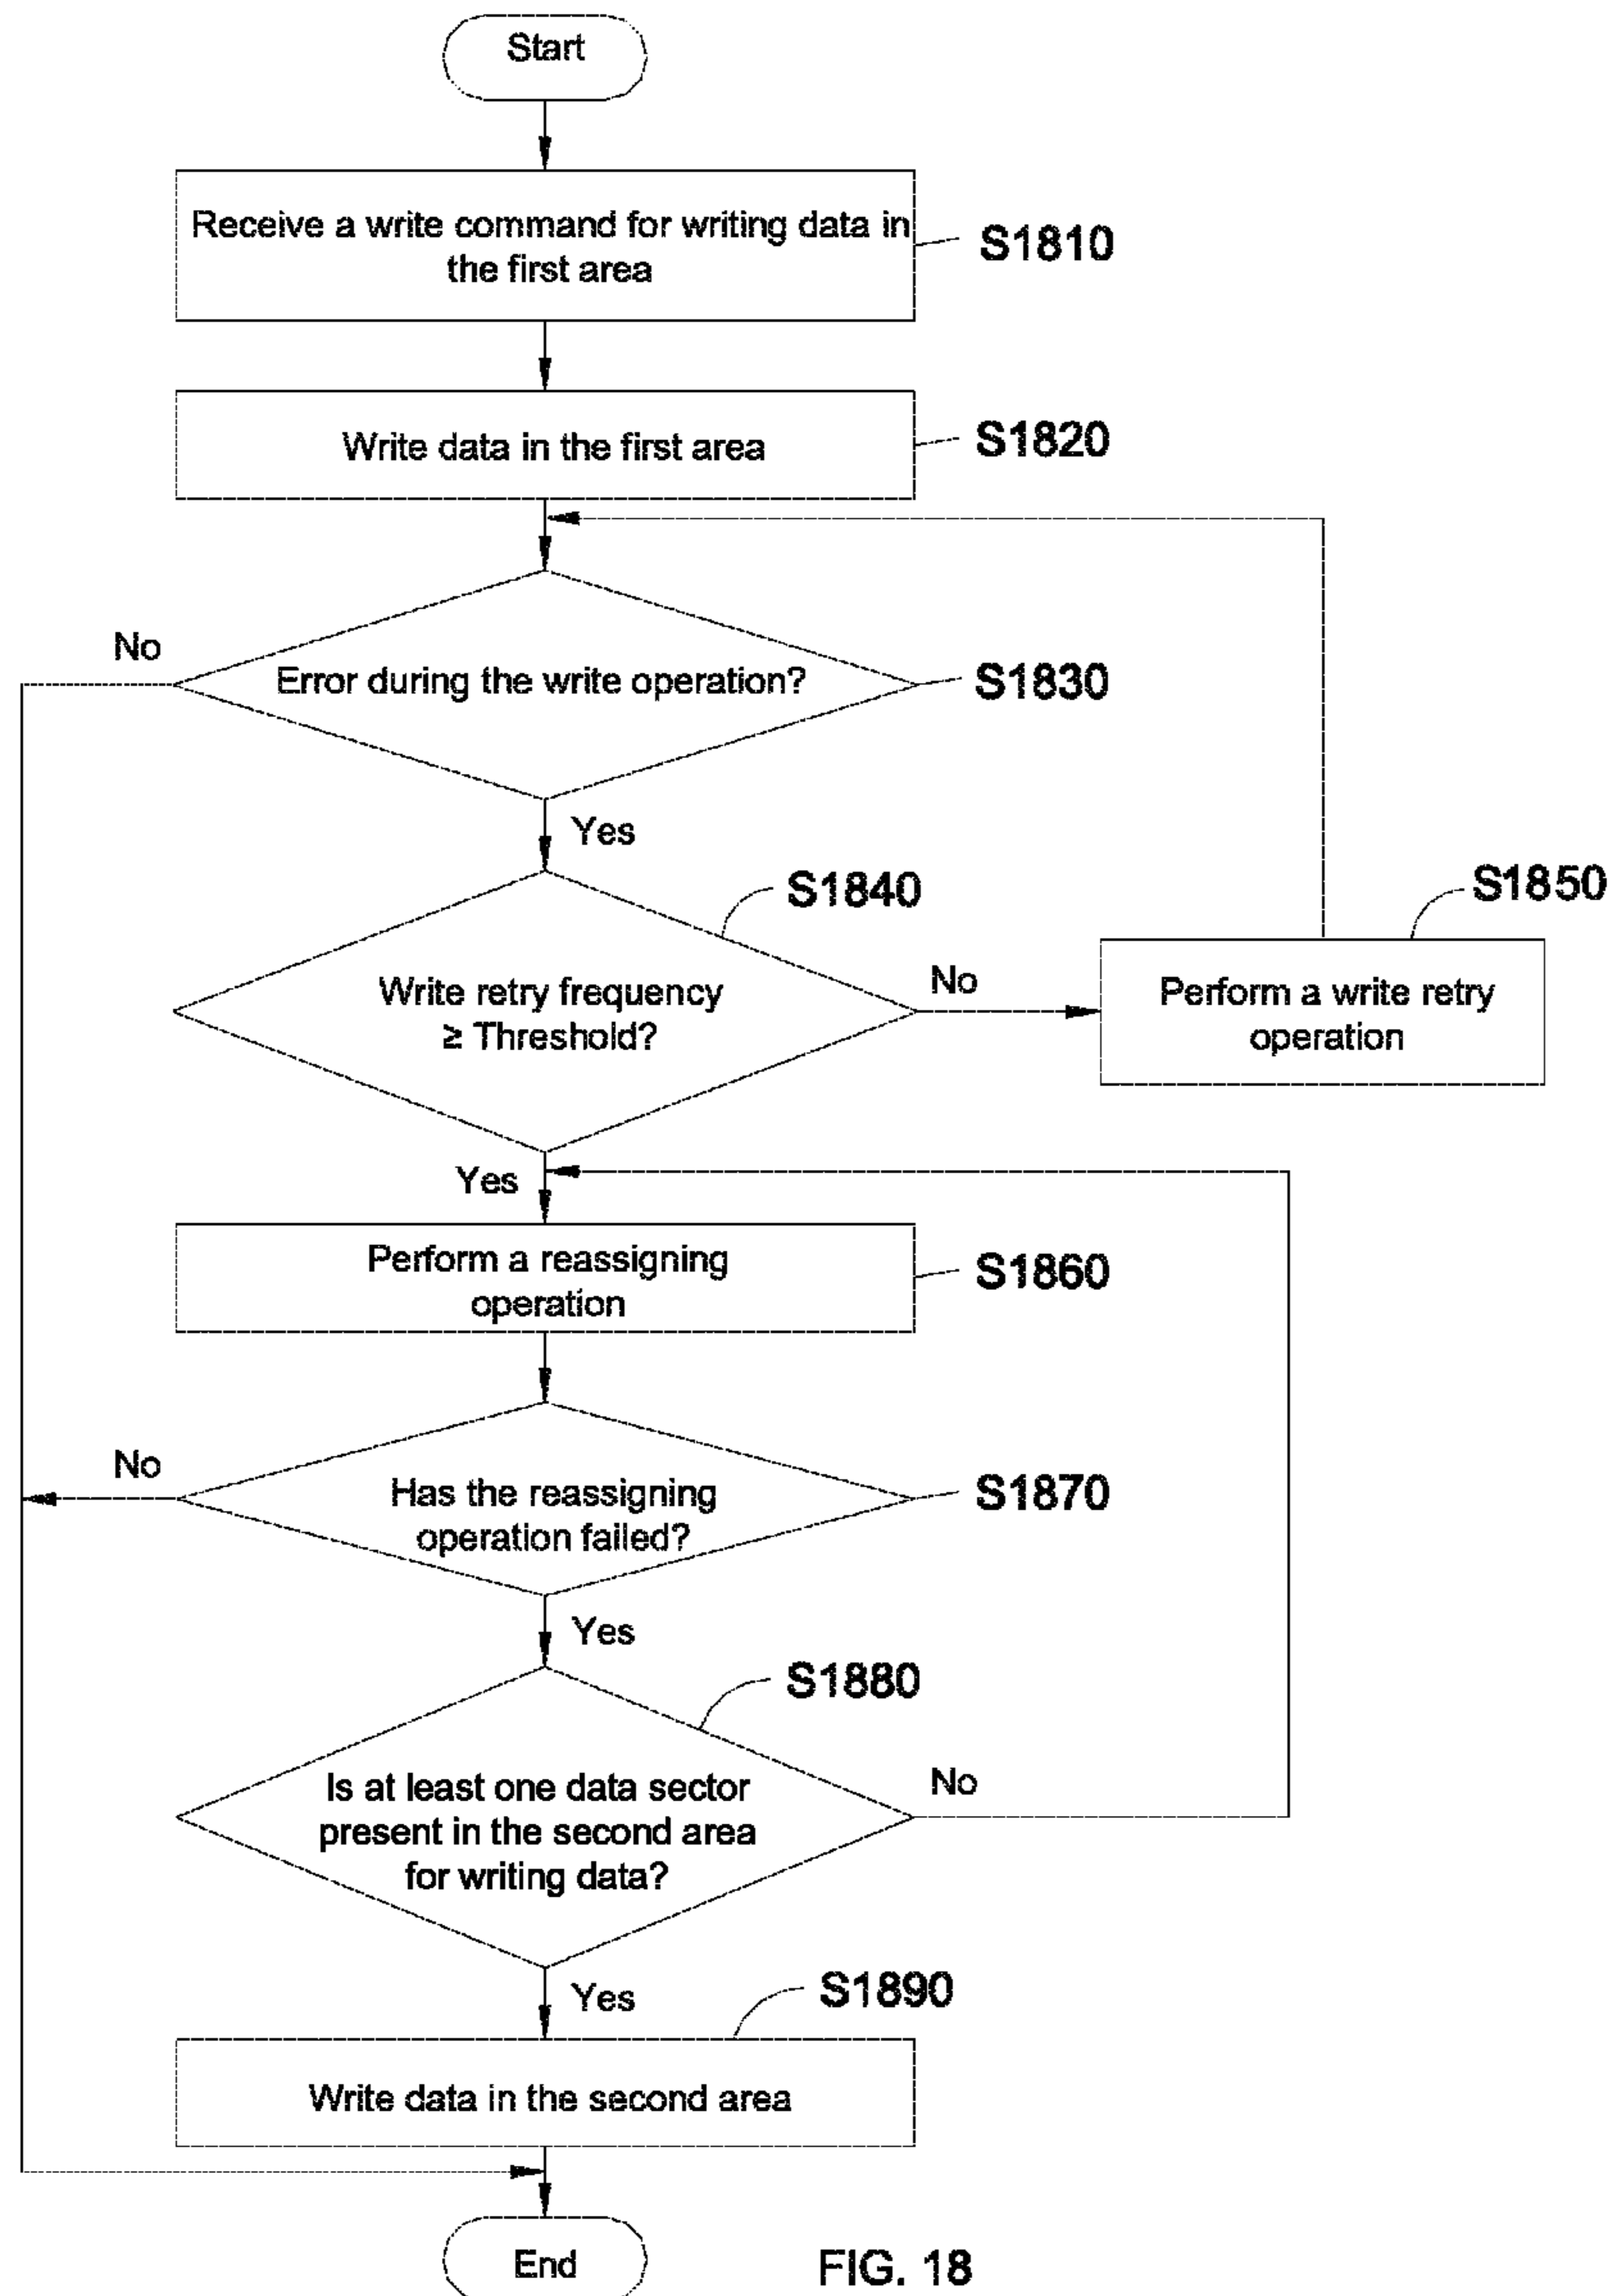 Start
Receive a write command for writing data in
the first area
S1810
Write data in the first area
S1820
No
Error during the write operation?
S1830
Yes
S1840
S1850
Write retry frequency
≥ Threshold?
No
Perform a write retry
operation
Yes
Perform a reassigning
operation
S1860
No
Has the reassigning
operation failed?
S1870
Yes
S1880
Is at least one data sector
present in the second area
for writing data?
No
Yes
S1890
Write data in the second area
End
FIG. 18